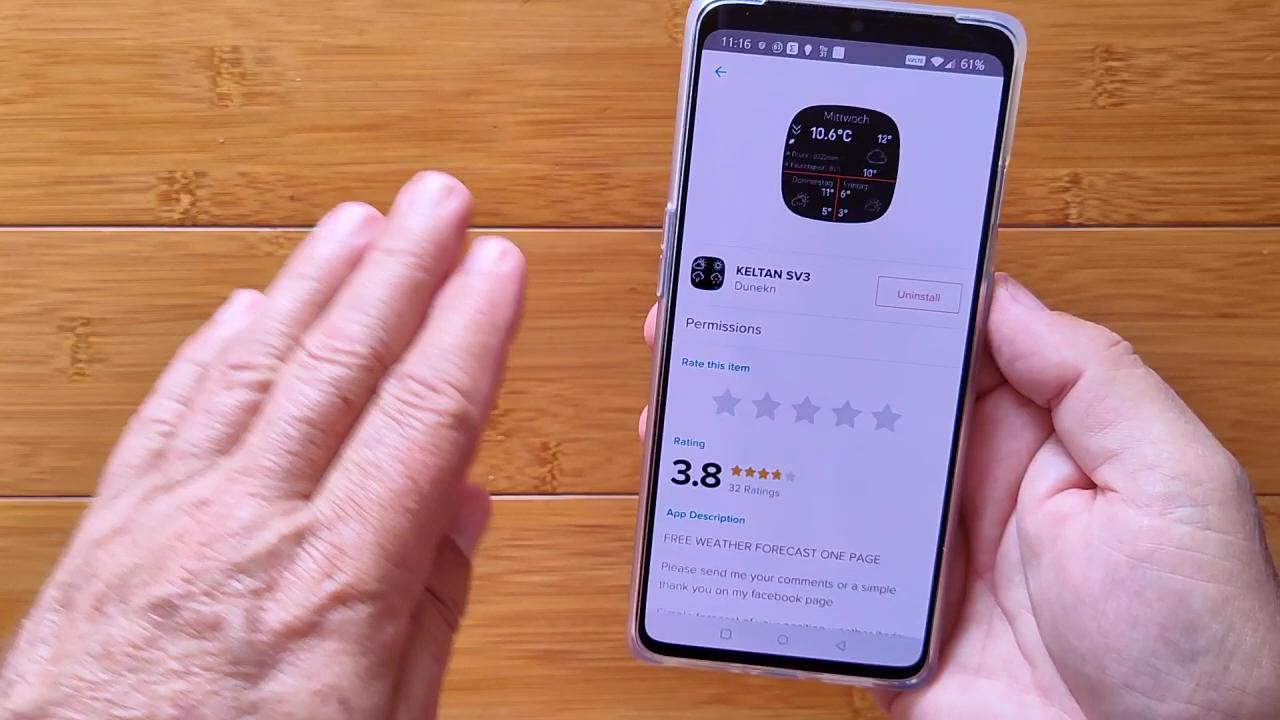 11:16
61%
Mittwoch
10.6°C
12°
10°
Donnerstag
Freitag
11°
6°
5°
3°
KELTAN SV3
Dunekn
Uninstall
Permissions
Rate this item
Rating
3.8
32 Ratings
App Description
FREE WEATHER FORECAST ONE PAGE
Please send me your comments or a simple
thank you on my facebook page